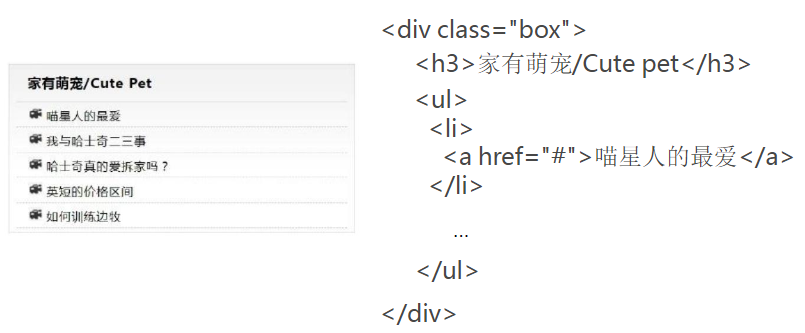 家有萌宠/Cute Pet
喵星人的最爱
我与哈士奇二三事
哈士奇真的爱拆家吗？
英短的价格区间
如何训练边牧
<div class="box">
<h3>家有萌宠/Cute pet</h3>
<ul>
<li>
<a href="#">喵星人的最爱</a>
</li>
...
</ul>
</div>